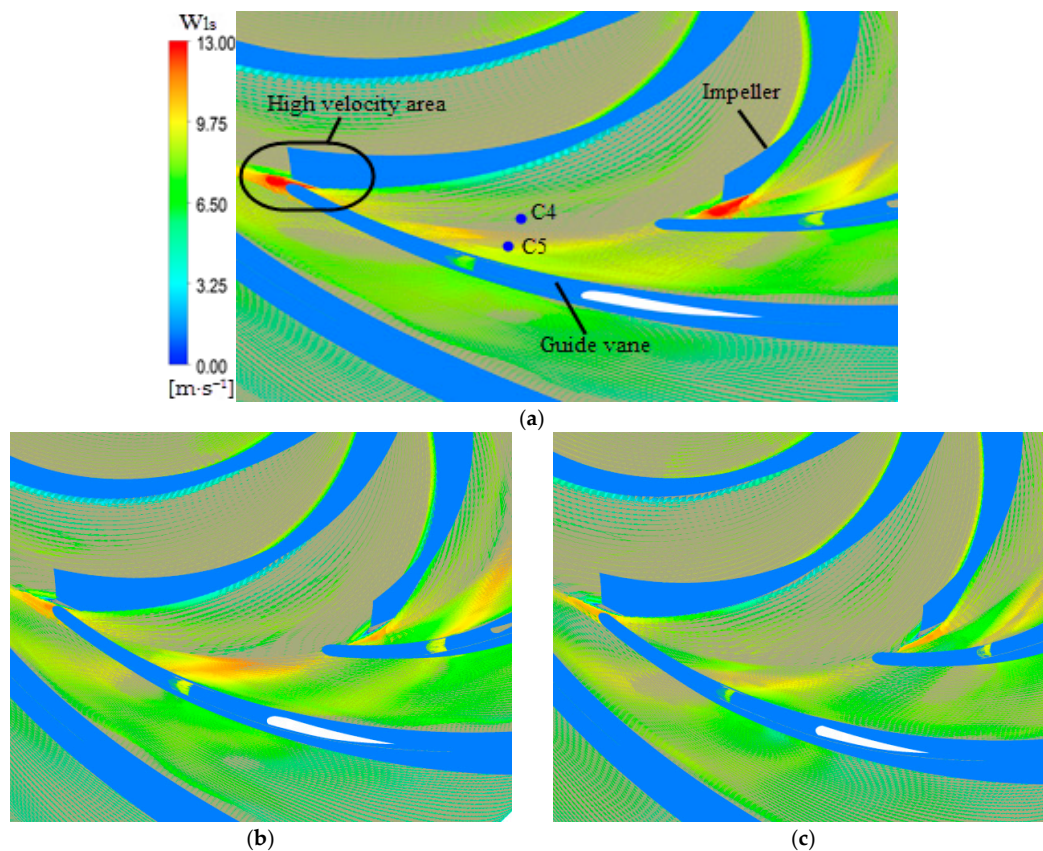 W1s
13.00
9.75
6.50
3.25
0.00
[m·s⁻¹]
High velocity area
Impeller
C4
C5
Guide vane
(a)
(b)
(c)